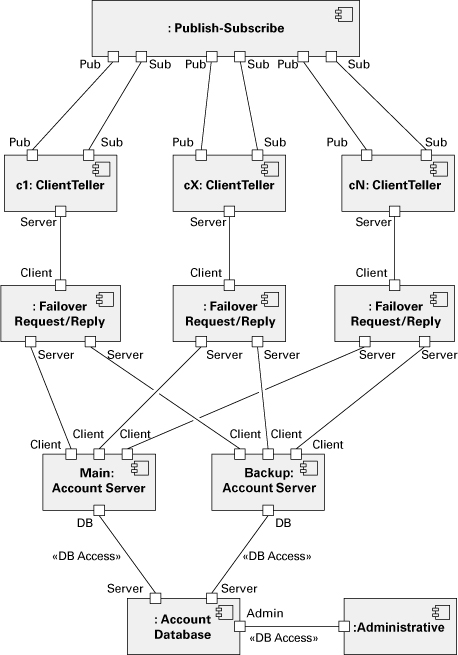 : Publish-Subscribe
Pub Sub Pub Sub Pub Sub
Pub Sub Pub Sub Pub Sub
c1: ClientTeller cX: ClientTeller cN: ClientTeller
Server Server Server
Client Client Client
: Failover : Failover : Failover
Request/Reply Request/Reply Request/Reply
Server Server Server Server Server Server
Client Client Client Client Client Client
Main: Backup:
Account Server Account Server
DB DB
«DB Access» «DB Access»
Server Server
: Account Admin :Administrative
Database «DB Access»